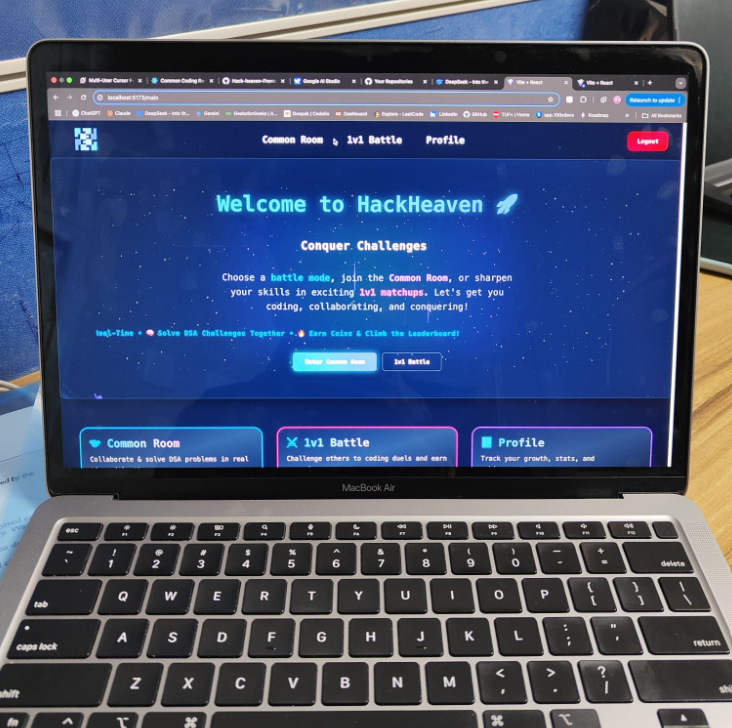 Multi-User Cursor
Common Coding R
Hack-heaven-Fron
Google AI Studio
Your Repositories
DeepSeek - Into th
Vite + React
Vite + React
localhost:5173/main
Relaunch to update
ChatGPT
Claude
DeepSeek - Into th...
Gemini
GeeksforGeeks | A...
Deepak | Codolio
Dashboard
Explore - LeetCode
LinkedIn
GitHub
TUF+ | Home
app.100xdevs
Roadmap
All Bookmarks
Common Room 1v1 Battle Profile
Logout
Welcome to HackHeaven 🚀
Conquer Challenges
Choose a battle mode, join the Common Room, or sharpen
your skills in exciting 1v1 matchups. Let's get you
coding, collaborating, and conquering!
Real-Time • 🧠 Solve DSA Challenges Together • 🔥 Earn Coins & Climb the Leaderboard!
Enter Common Room 1v1 Battle
Common Room
Collaborate & solve DSA problems in real
1v1 Battle
Challenge others to coding duels and earn
Profile
Track your growth, stats, and
MacBook Air
esc F1 F2 F3 F4 F5 F6 F7 F8 F9 F10 F11 F12
~ ` ! 1 @ 2 # 3 $ 4 % 5 ^ 6 & 7 * 8 ( 9 ) 0 _ - + = delete
tab Q W E R T Y U I O P { [ } ] | \
caps lock A S D F G H J K L : ; " ' return
shift Z X C V B N M < , > . ? / shi
fn ^ ⌥ ⌘ ⌘ ⌥